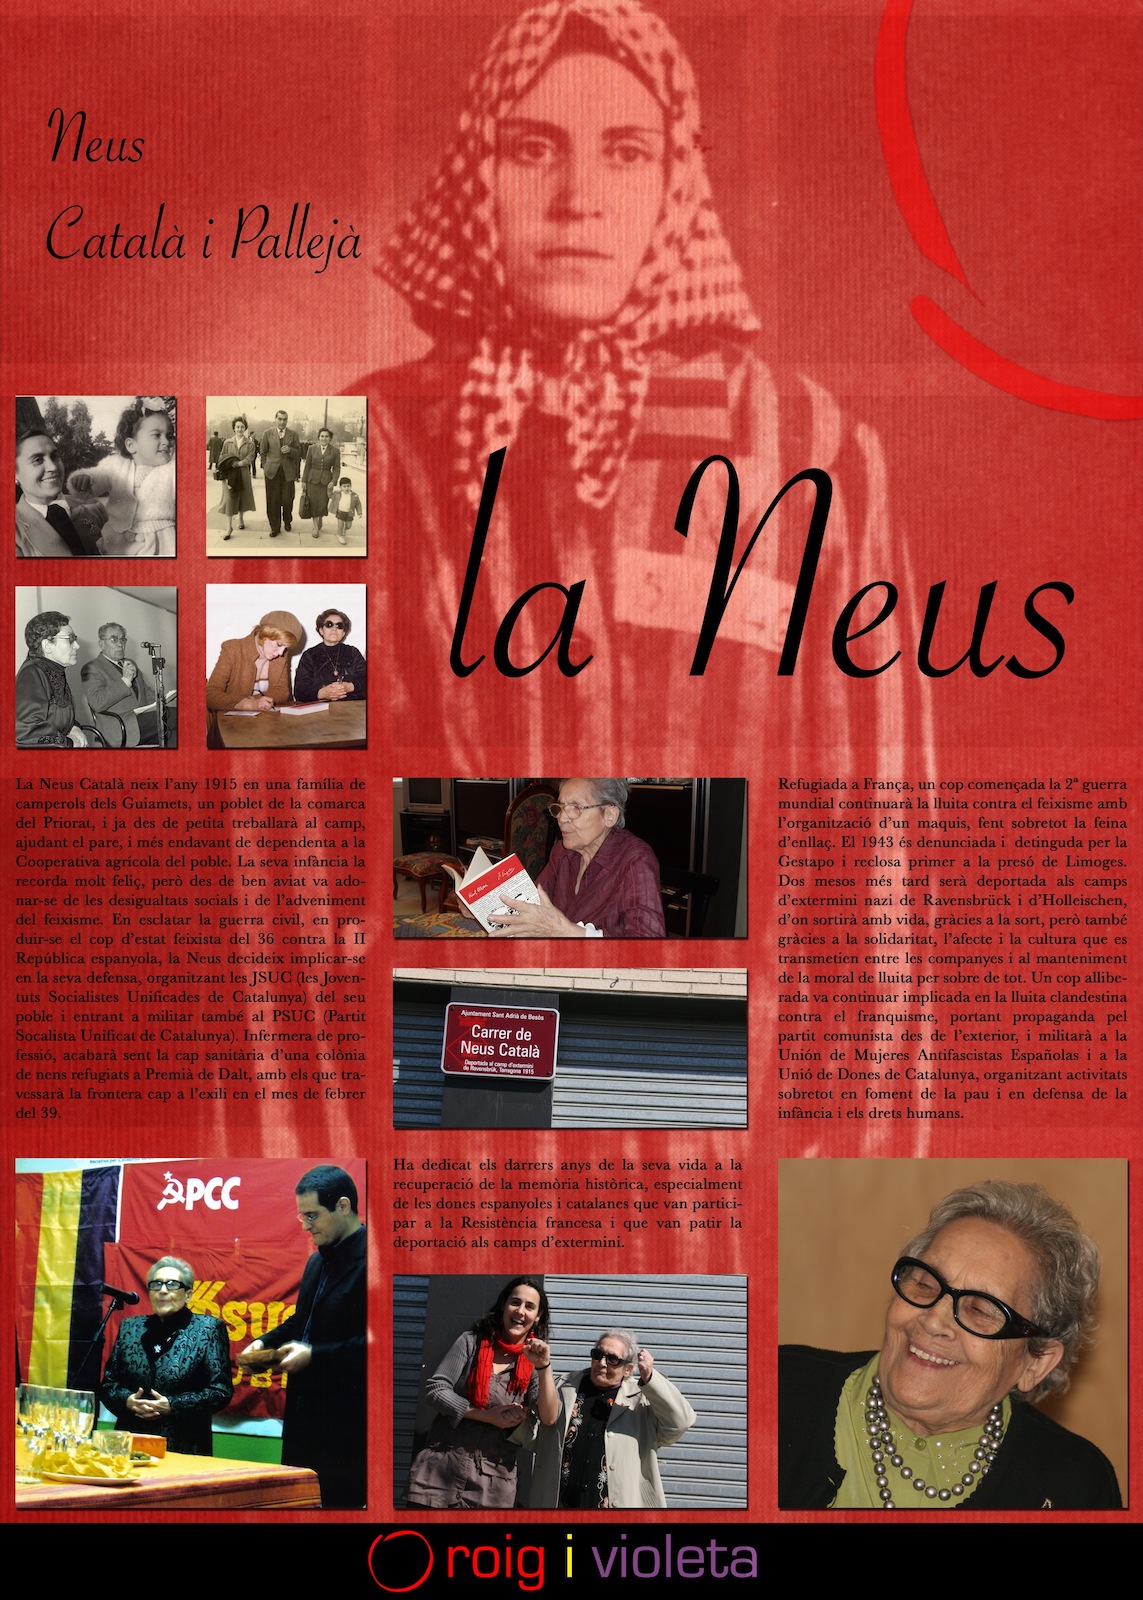 Neus
Català i Pallejà
la Neus
La Neus Català neix l'any 1915 en una família de
camperols dels Guiamets, un poblet de la comarca
del Priorat, i ja des de petita treballarà al camp,
ajudant el pare, i més endavant de dependenta a la
Cooperativa agrícola del poble. La seva infància la
recorda molt feliç, però des de ben aviat va ado-
nar-se de les desigualtats socials i de l'adveniment
del feixisme. En esclatar la guerra civil, en pro-
duir-se el cop d'estat feixista del 36 contra la II
República espanyola, la Neus decideix implicar-se
en la seva defensa, organitzant les JSUC (les Joven-
tuts Socialistes Unificades de Catalunya) del seu
poble i entrant a militar també al PSUC (Partit
Socalista Unificat de Catalunya). Infermera de pro-
fessió, acabarà sent la cap sanitària d'una colònia
de nens refugiats a Premià de Dalt, amb els que tra-
vessarà la frontera cap a l'exili en el mes de febrer
del 39.
Ajuntament Sant Adrià de Besòs
Carrer de
Neus Català
Deportada al camp d'extermini
de Ravensbrük, Tarragona 1915
Ha dedicat els darrers anys de la seva vida a la
recuperació de la memòria històrica, especialment
de les dones espanyoles i catalanes que van partici-
par a la Resistència francesa i que van patir la
deportació als camps d'extermini.
Refugiada a França, un cop començada la 2ª guerra
mundial continuarà la lluita contra el feixisme amb
l'organització d'un maquis, fent sobretot la feina
d'enllaç. El 1943 és denunciada i detinguda per la
Gestapo i reclosa primer a la presó de Limoges.
Dos mesos més tard serà deportada als camps
d'extermini nazi de Ravensbrück i d'Holleischen,
d'on sortirà amb vida, gràcies a la sort, però també
gràcies a la solidaritat, l'afecte i la cultura que es
transmetien entre les companyes i al manteniment
de la moral de lluita per sobre de tot. Un cop allibe-
rada va continuar implicada en la lluita clandestina
contra el franquisme, portant propaganda pel
partit comunista des de l'exterior, i militarà a la
Unión de Mujeres Antifascistas Españolas i a la
Unió de Dones de Catalunya, organitzant activitats
sobretot en foment de la pau i en defensa de la
infància i els drets humans.
PCC
roig i violeta